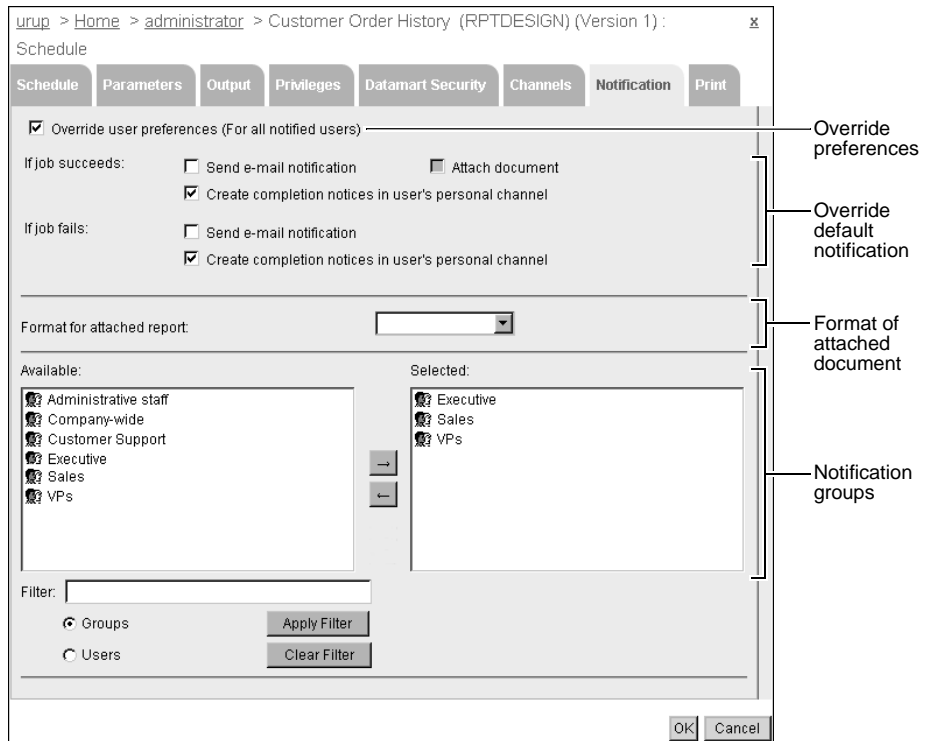 urup > Home > administrator > Customer Order History (RPTDESIGN) (Version 1) : x
Schedule
Schedule Parameters Output Privileges Datamart Security Channels Notification Print
Override user preferences (For all notified users)
Override
preferences
If job succeeds: Send e-mail notification Attach document
Create completion notices in user's personal channel
If job fails: Send e-mail notification
Create completion notices in user's personal channel
Override
default
notification
Format for attached report:
Format of
attached
document
Available: Selected:
Administrative staff Executive
Company-wide Sales
Customer Support VPs
Executive
Sales
VPs
→
←
Notification
groups
Filter:
Groups Apply Filter
Users Clear Filter
OK Cancel